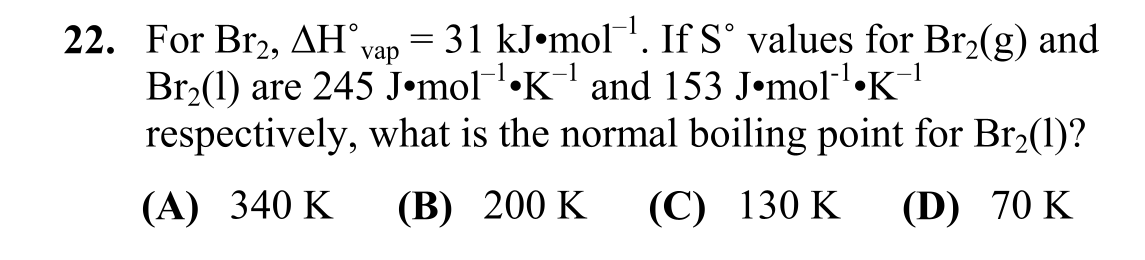 22. For Br₂, ΔH°vap = 31 kJ•mol⁻¹. If S° values for Br₂(g) and
Br₂(l) are 245 J•mol⁻¹•K⁻¹ and 153 J•mol⁻¹•K⁻¹
respectively, what is the normal boiling point for Br₂(l)?
(A) 340 K (B) 200 K (C) 130 K (D) 70 K